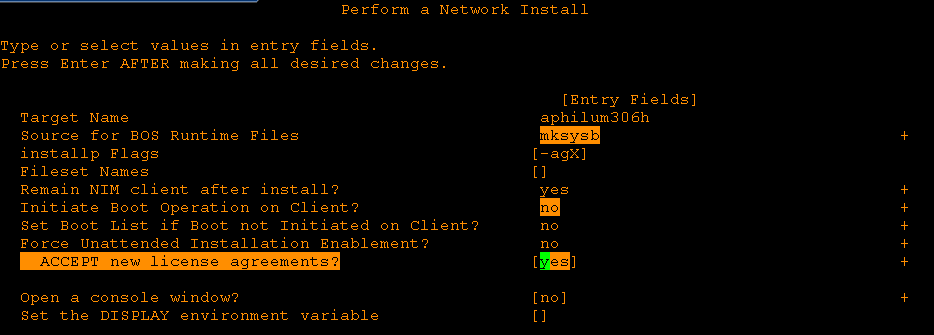 Perform a Network Install
Type or select values in entry fields.
Press Enter AFTER making all desired changes.
[Entry Fields]
Target Name aphilum306h
Source for BOS Runtime Files mksysb +
installp Flags [-agX]
Fileset Names []
Remain NIM client after install? yes +
Initiate Boot Operation on Client? no +
Set Boot List if Boot not Initiated on Client? no +
Force Unattended Installation Enablement? no +
ACCEPT new license agreements? [yes] +
Open a console window? [no] +
Set the DISPLAY environment variable []